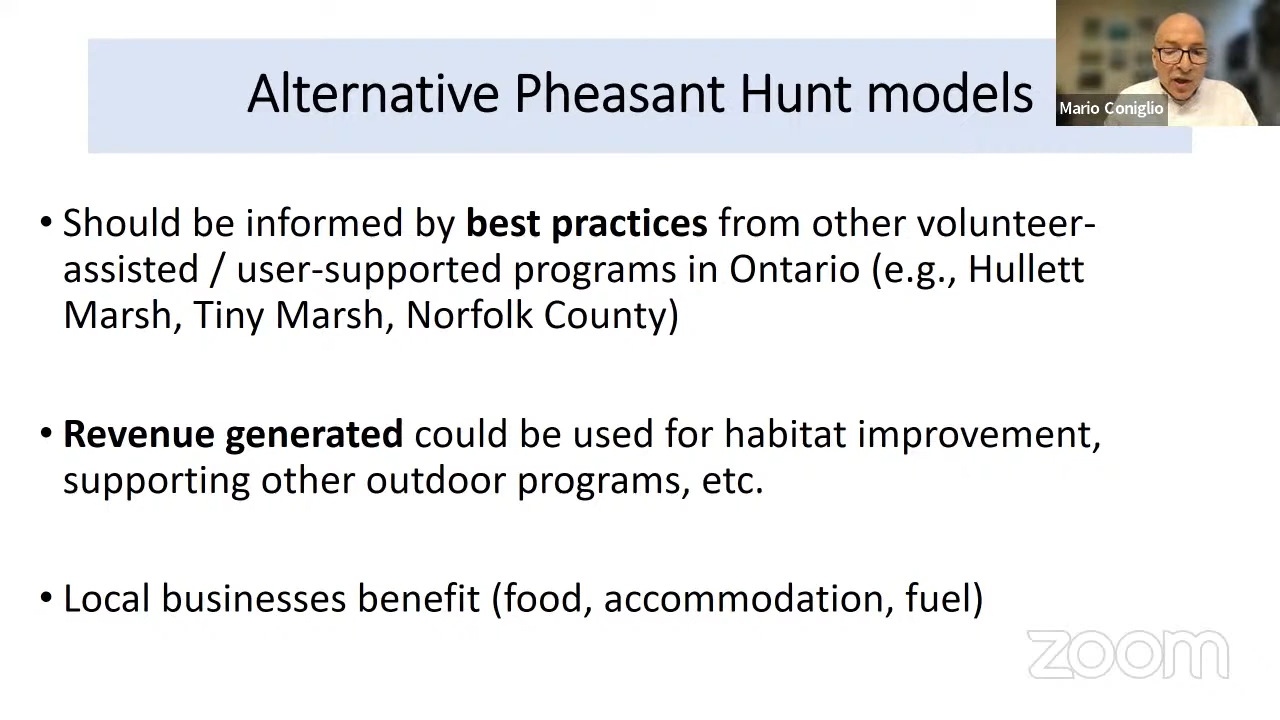 Alternative Pheasant Hunt models
Mario Coniglio
• Should be informed by best practices from other volunteer-
assisted / user-supported programs in Ontario (e.g., Hullett
Marsh, Tiny Marsh, Norfolk County)
• Revenue generated could be used for habitat improvement,
supporting other outdoor programs, etc.
• Local businesses benefit (food, accommodation, fuel)
zoom